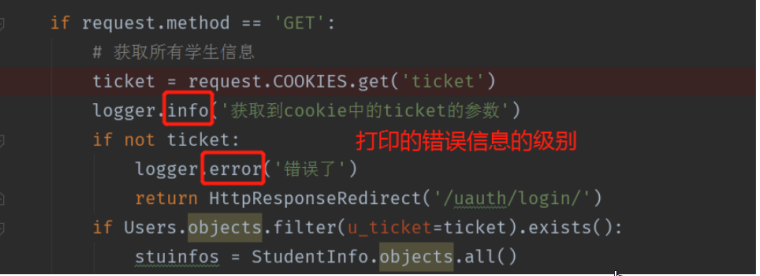 if request.method == 'GET':
# 获取所有学生信息
ticket = request.COOKIES.get('ticket')
logger.info('获取到cookie中的ticket的参数')
if not ticket:
打印的错误信息的级别
logger.error('错误了')
return HttpResponseRedirect('/uauth/login/')
if Users.objects.filter(u_ticket=ticket).exists():
stuinfos = StudentInfo.objects.all()